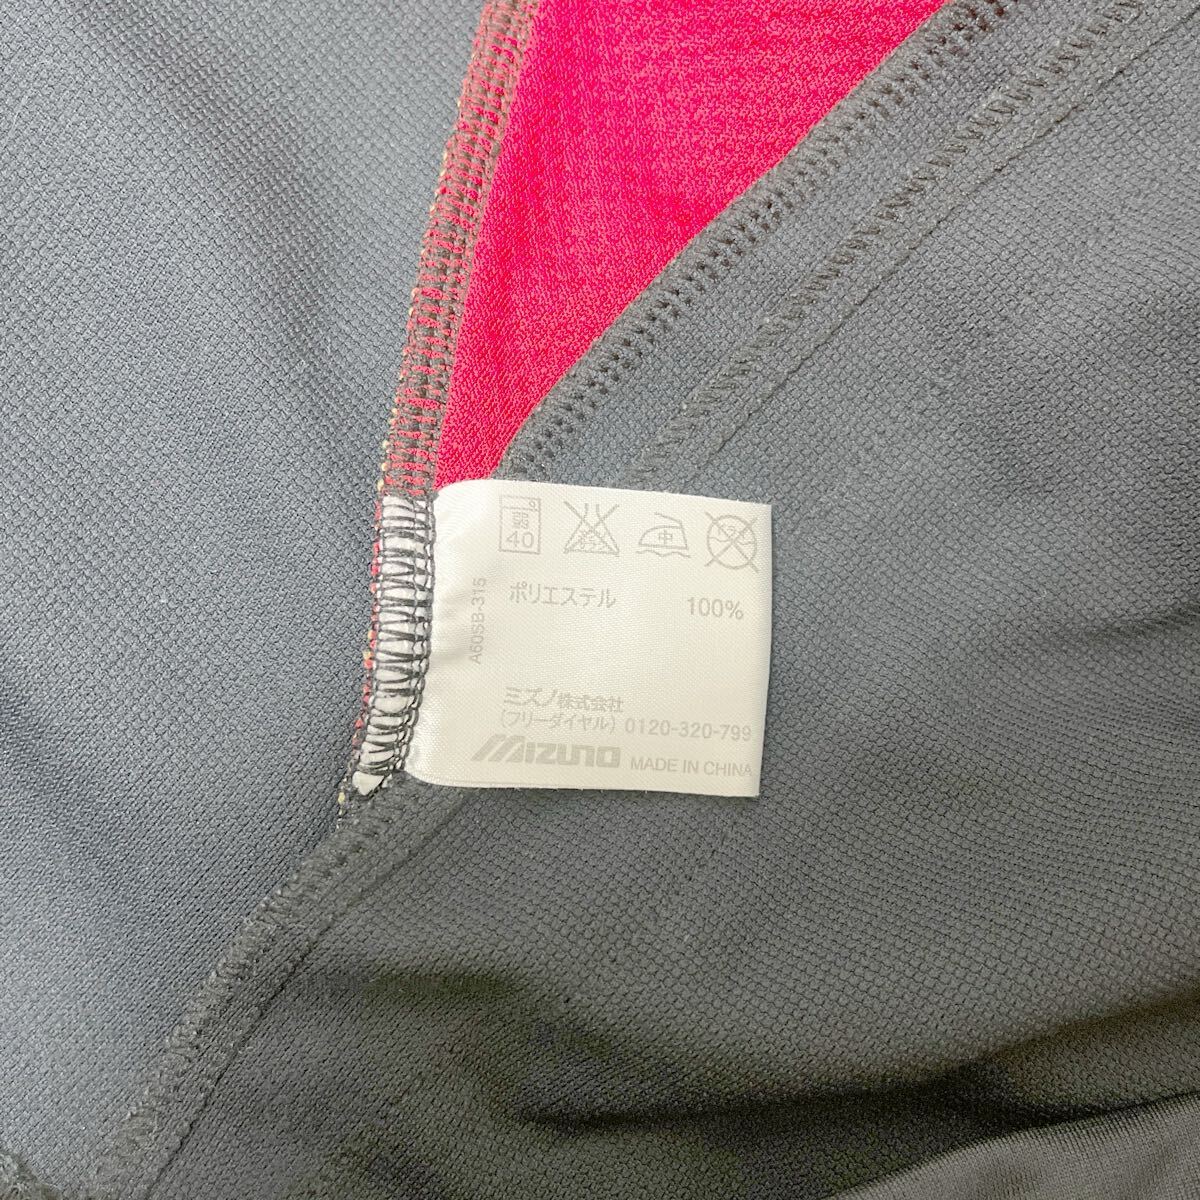 40
中
ポリエステル 100%
A60SB-315
ミズノ株式会社
(フリーダイヤル) 0120-320-799
MIZUNO MADE IN CHINA